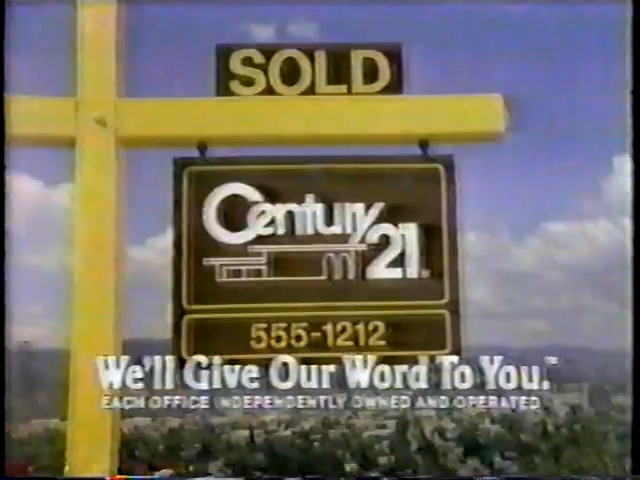 SOLD
Century 21
555-1212
We'll Give Our Word To You.™
EACH OFFICE INDEPENDENTLY OWNED AND OPERATED